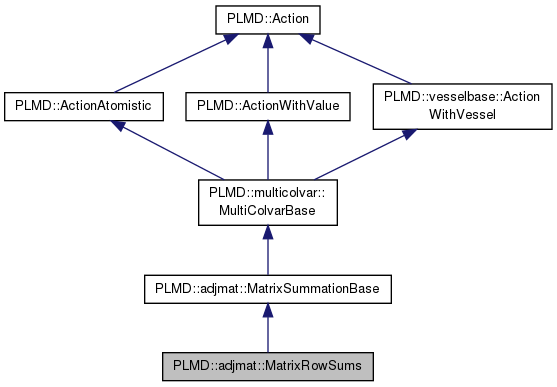 PLMD::Action
PLMD::ActionAtomistic
PLMD::ActionWithValue
PLMD::vesselbase::Action
WithVessel
PLMD::multicolvar::
MultiColvarBase
PLMD::adjmat::MatrixSummationBase
PLMD::adjmat::MatrixRowSums